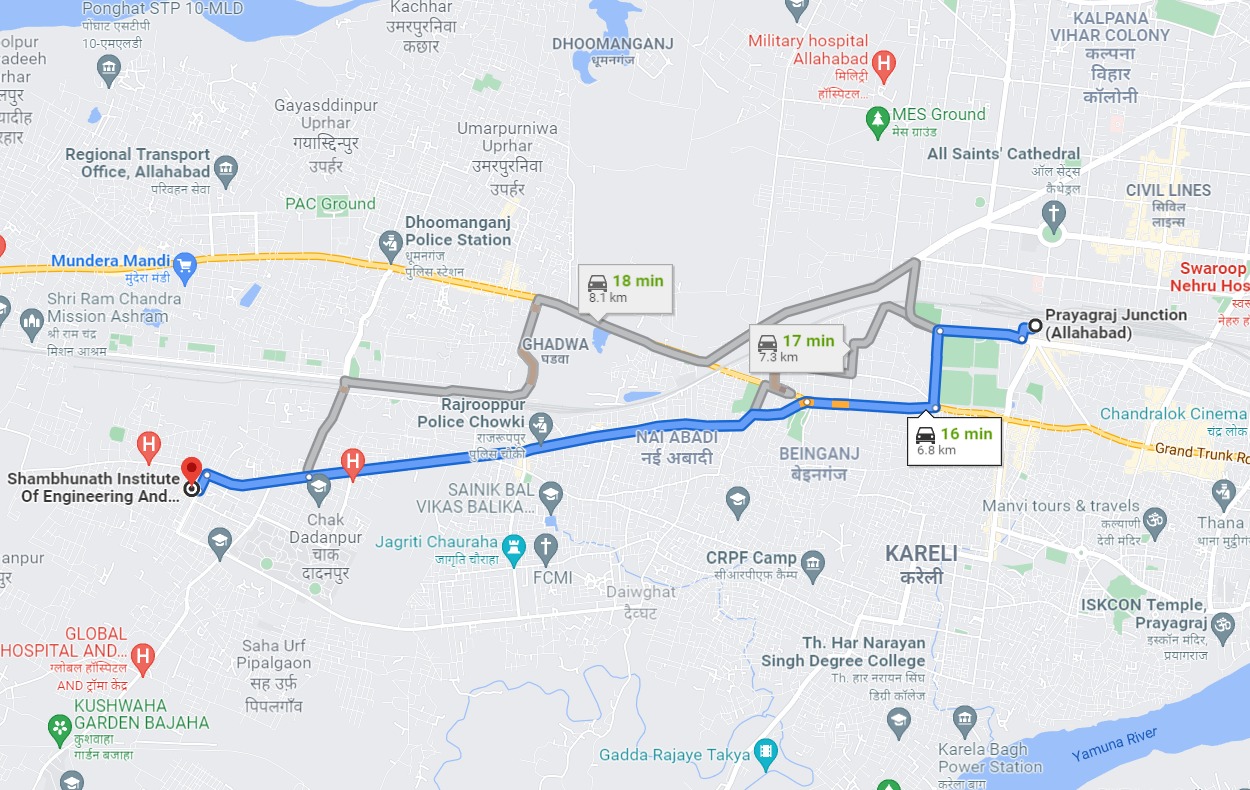 Ponghat STP 10-MLD
पोंघाट एसटीपी
10-एमएलडी
Kachhar
उमरपुरनिवा
कछार
DHOOMANGANJ
धूमनगंज
Military hospital
Allahabad
मिलिट्री
हॉस्पिटल...
KALPANA
VIHAR COLONY
कल्पना
विहार
कॉलोनी
MES Ground
मेस ग्राउंड
Gayasddinpur
Uprhar
गयास्द्दिनपुर
उपर्हर
Umarpurniwa
Uprhar
उमरपुरनिवा
उपर्हर
Regional Transport
Office, Allahabad
परिवहन सेवा
All Saints' Cathedral
ऑल सेंट्स
कैथेड्रल
CIVIL LINES
सिविल
लाइन्स
PAC Ground
Dhoomanganj
Police Station
धूमनगंज
पुलिस स्टेशन
Mundera Mandi
मुंदेरा मंडी
Shri Ram Chandra
Mission Ashram
श्री राम चंद्र
मिशन आश्रम
18 min
8.1 km
Swaroop
Nehru Hos
Prayagraj Junction
(Allahabad)
17 min
7.3 km
GHADWA
घडवा
Rajrooppur
Police Chowki
राजरूपपुर
पुलिस चौकी
16 min
6.8 km
Chandralok Cinema
चंद्र लोक
Grand Trunk Rd
NAI ABADI
नई अबादी
BEINGANJ
बेइनगंज
Shambhunath Institute
Of Engineering And...
SAINIK BAL
VIKAS BALIKA...
Chak
Dadanpur
चाक
दादनपुर
Jagriti Chauraha
जागृति चौराहा
FCMI
Manvi tours & travels
कल्याणी
देवी मंदिर
Thana
थाना मुट्ठीग
CRPF Camp
सीआरपीएफ कैम्प
KARELI
करेली
Daiwghat
दैव्घट
ISKCON Temple,
Prayagraj
इस्कॉन मंदिर,
प्रयागराज
GLOBAL
HOSPITAL AND...
ग्लोबल हॉस्पिटल
AND ट्रॉमा केंद्र
Saha Urf
Pipalgaon
सह उर्फ़
पिपलगाँव
Th. Har Narayan
Singh Degree College
Th. हार नरायन सिंघ
डिग्री कॉलेज
KUSHWAHA
GARDEN BAJAHA
कुशवाहा
गार्डन बजाहा
Gadda Rajaye Takya
Karela Bagh
Power Station
करेला बाग
Yamuna River